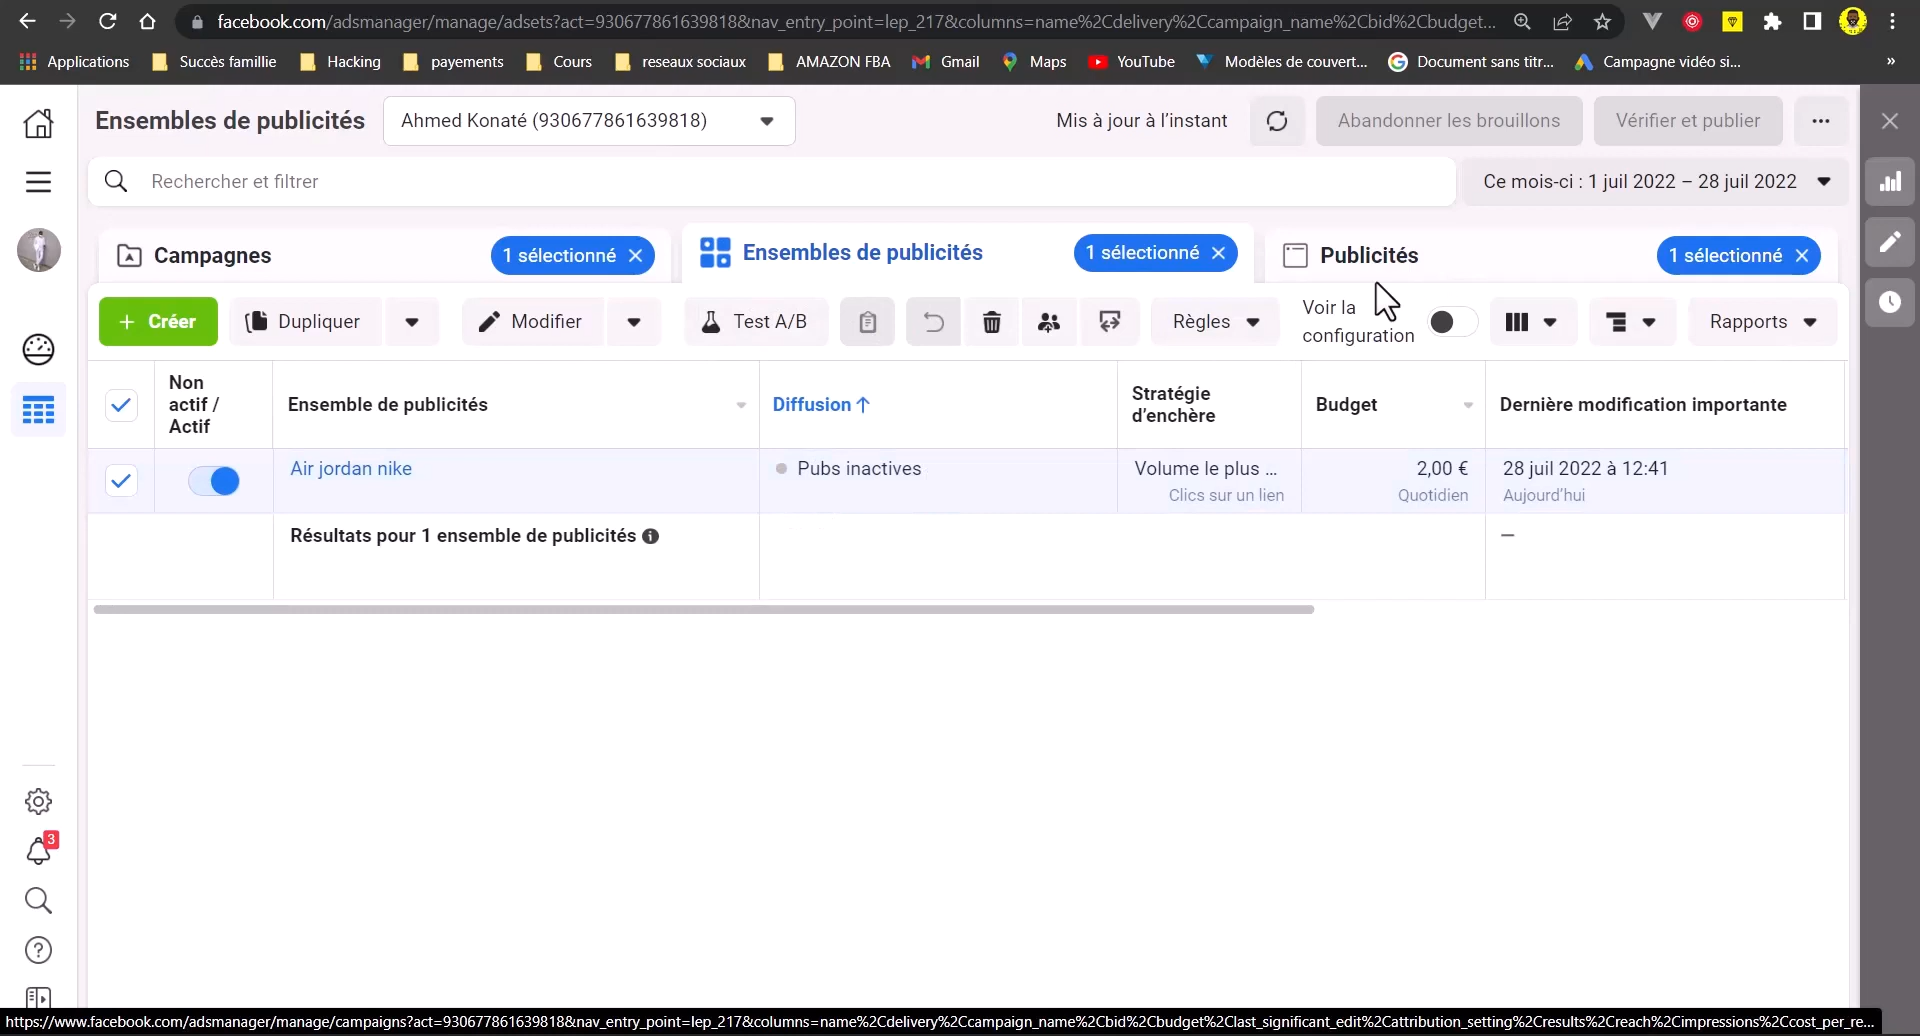 facebook.com/adsmanager/manage/adsets?act=930677861639818&nav_entry_point=lep_217&columns=name%2Cdelivery%2Ccampaign_name%2Cbid%2Cbudget...
Applications
Succès famillie
Hacking
payements
Cours
reseaux sociaux
AMAZON FBA
Gmail
Maps
YouTube
Modèles de couvert...
Document sans titr...
Campagne vidéo si...
»
Ensembles de publicités
Ahmed Konaté (930677861639818)
Mis à jour à l'instant
Abandonner les brouillons
Vérifier et publier
Rechercher et filtrer
Ce mois-ci : 1 juil 2022 – 28 juil 2022
Campagnes
1 sélectionné
Ensembles de publicités
1 sélectionné
Publicités
1 sélectionné
+ Créer
Dupliquer
Modifier
Test A/B
Règles
Voir la
configuration
Rapports
Non
actif /
Actif
Ensemble de publicités
Diffusion ↑
Stratégie
d'enchère
Budget
Dernière modification importante
Air jordan nike
Pubs inactives
Volume le plus ...
Clics sur un lien
2,00 €
Quotidien
28 juil 2022 à 12:41
Aujourd'hui
Résultats pour 1 ensemble de publicités
—
3
https://www.facebook.com/adsmanager/manage/campaigns?act=930677861639818&nav_entry_point=lep_217&columns=name%2Cdelivery%2Ccampaign_name%2Cbid%2Cbudget%2Clast_significant_edit%2Cattribution_setting%2Cresults%2Creach%2Cimpressions%2Ccost_per_re...